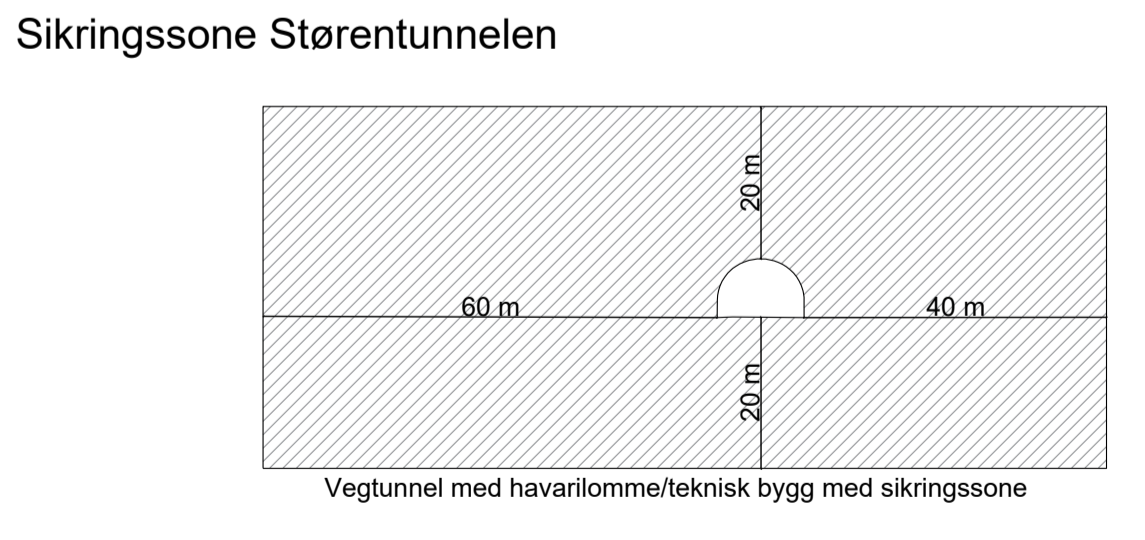 Sikringssone Størentunnelen
20 m
60 m
40 m
20 m
Vegtunnel med havarilomme/teknisk bygg med sikringssone